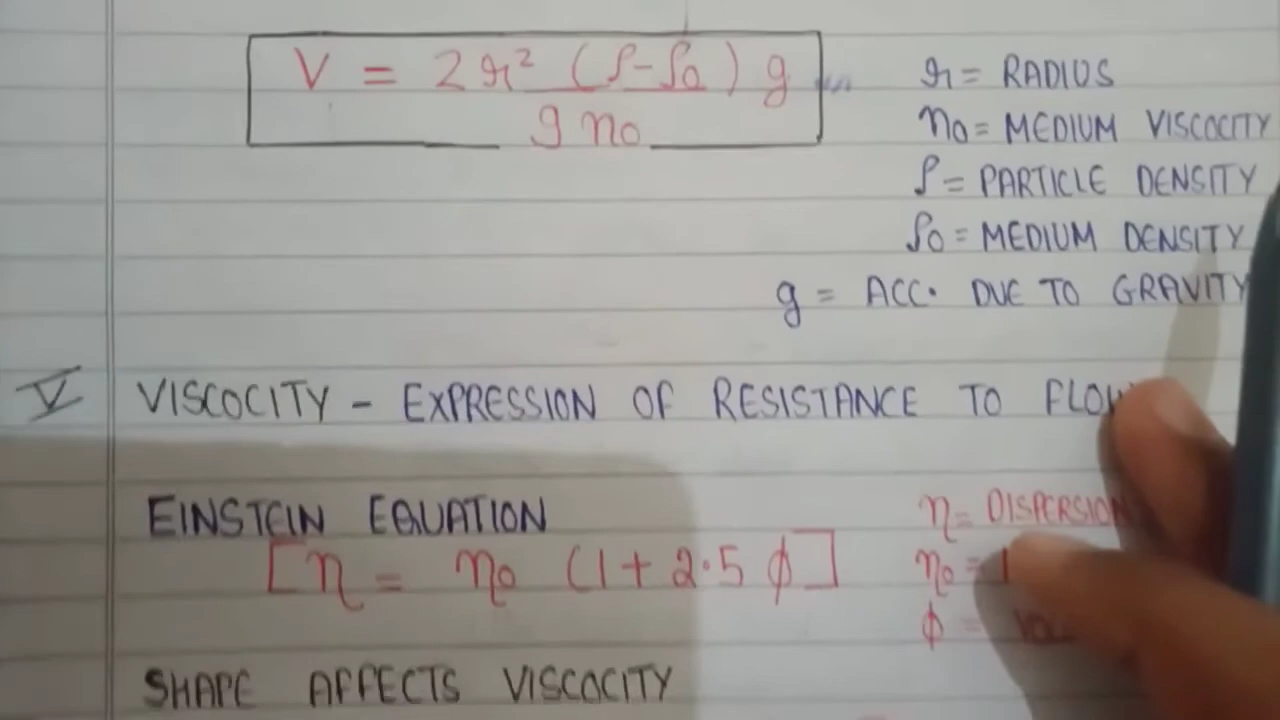 V = 2r² (ρ-ρ0) g
9 η0
r = RADIUS
η0 = MEDIUM VISCOCITY
ρ = PARTICLE DENSITY
ρ0 = MEDIUM DENSITY
g = ACC. DUE TO GRAVITY
V VISCOCITY - EXPRESSION OF RESISTANCE TO FLOW
EINSTEIN EQUATION
[η = η0 (1 + 2.5 ϕ]
η = DISPERSION
η0 =
ϕ =
SHAPE AFFECTS VISCOCITY